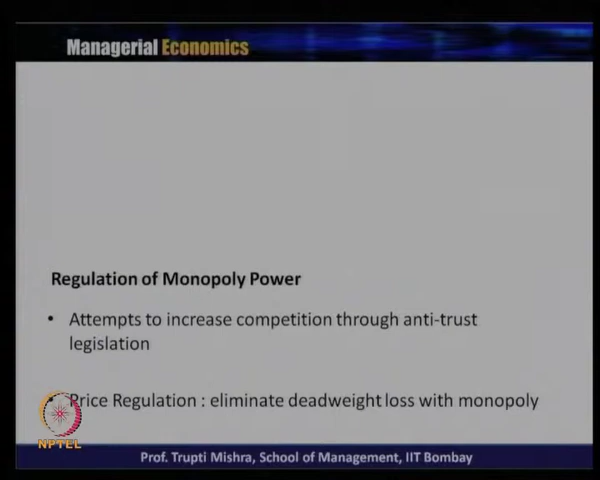 Managerial Economics
Regulation of Monopoly Power
• Attempts to increase competition through anti-trust
legislation
• Price Regulation : eliminate deadweight loss with monopoly
NPTEL
Prof. Trupti Mishra, School of Management, IIT Bombay